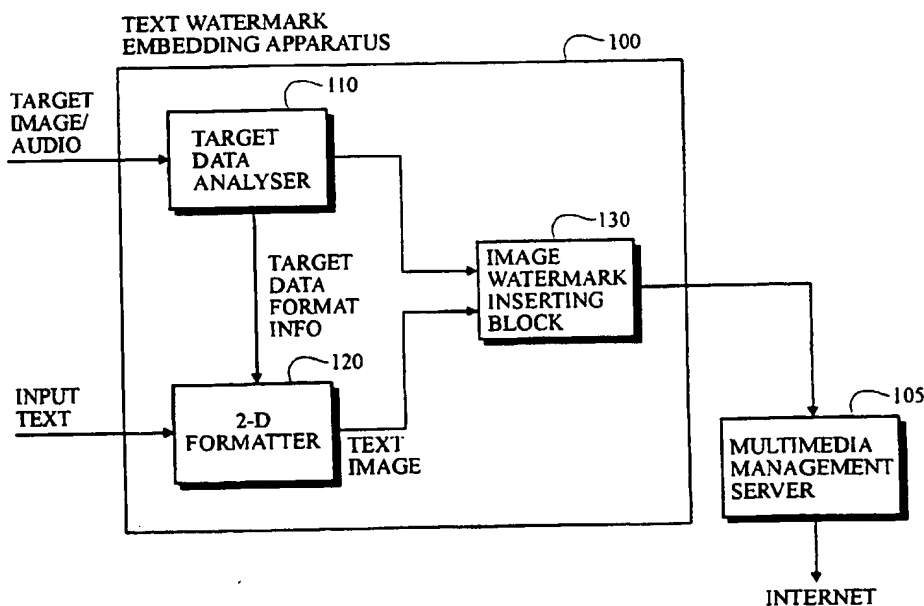 TEXT WATERMARK
EMBEDDING APPARATUS
100
TARGET
IMAGE/
AUDIO
110
TARGET
DATA
ANALYSER
TARGET
DATA
FORMAT
INFO
130
IMAGE
WATERMARK
INSERTING
BLOCK
INPUT
TEXT
120
2-D
FORMATTER
TEXT
IMAGE
105
MULTIMEDIA
MANAGEMENT
SERVER
INTERNET